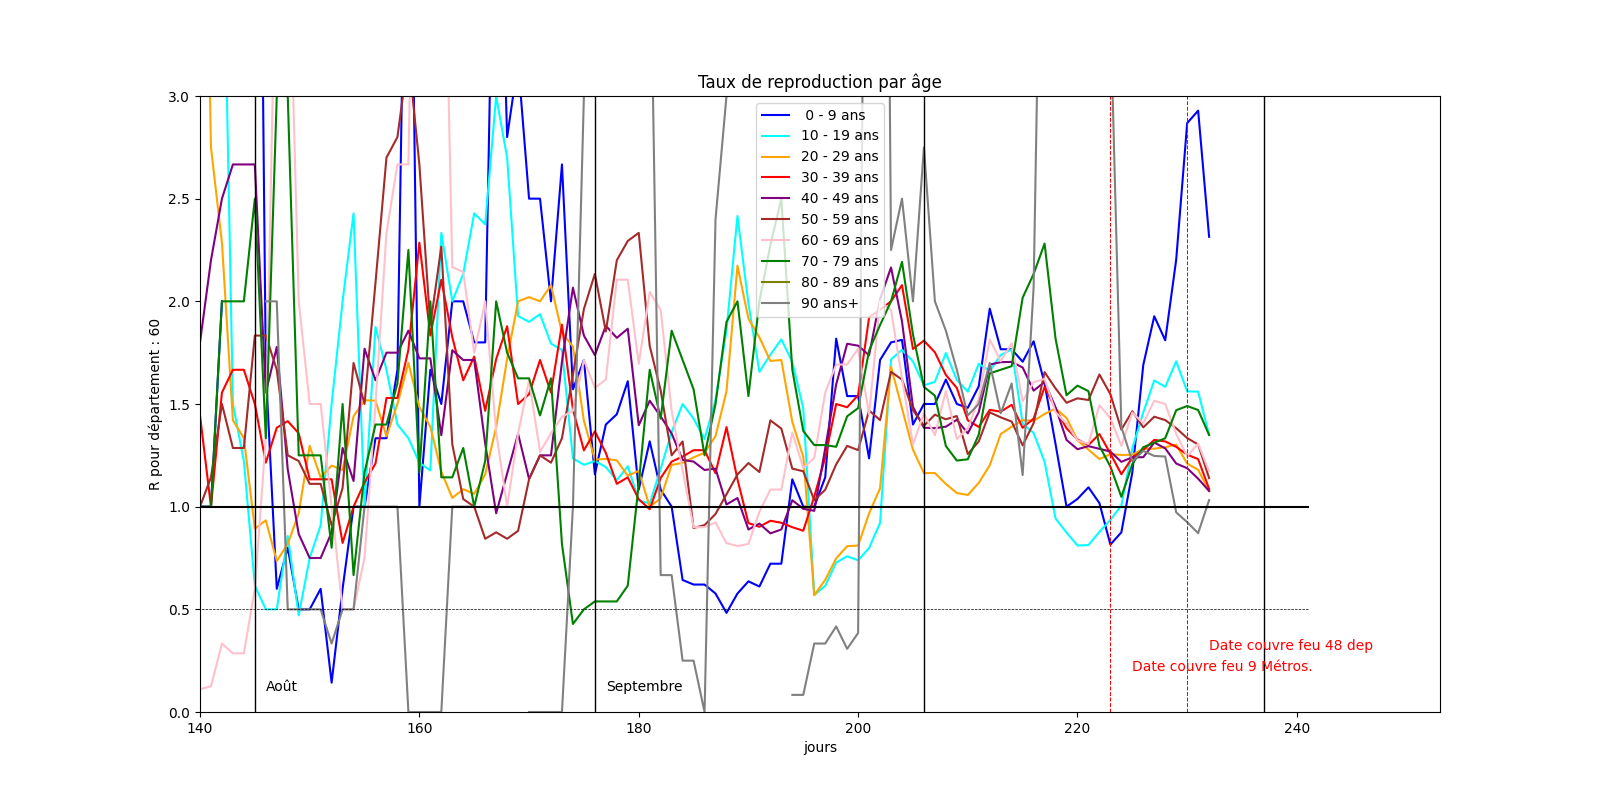 Taux de reproduction par âge
R pour département : 60
3.0
2.5
2.0
1.5
1.0
0.5
0.0
0 - 9 ans
10 - 19 ans
20 - 29 ans
30 - 39 ans
40 - 49 ans
50 - 59 ans
60 - 69 ans
70 - 79 ans
80 - 89 ans
90 ans+
Date couvre feu 48 dep
Date couvre feu 9 Métros.
Août
Septembre
140
160
180
200
220
240
jours